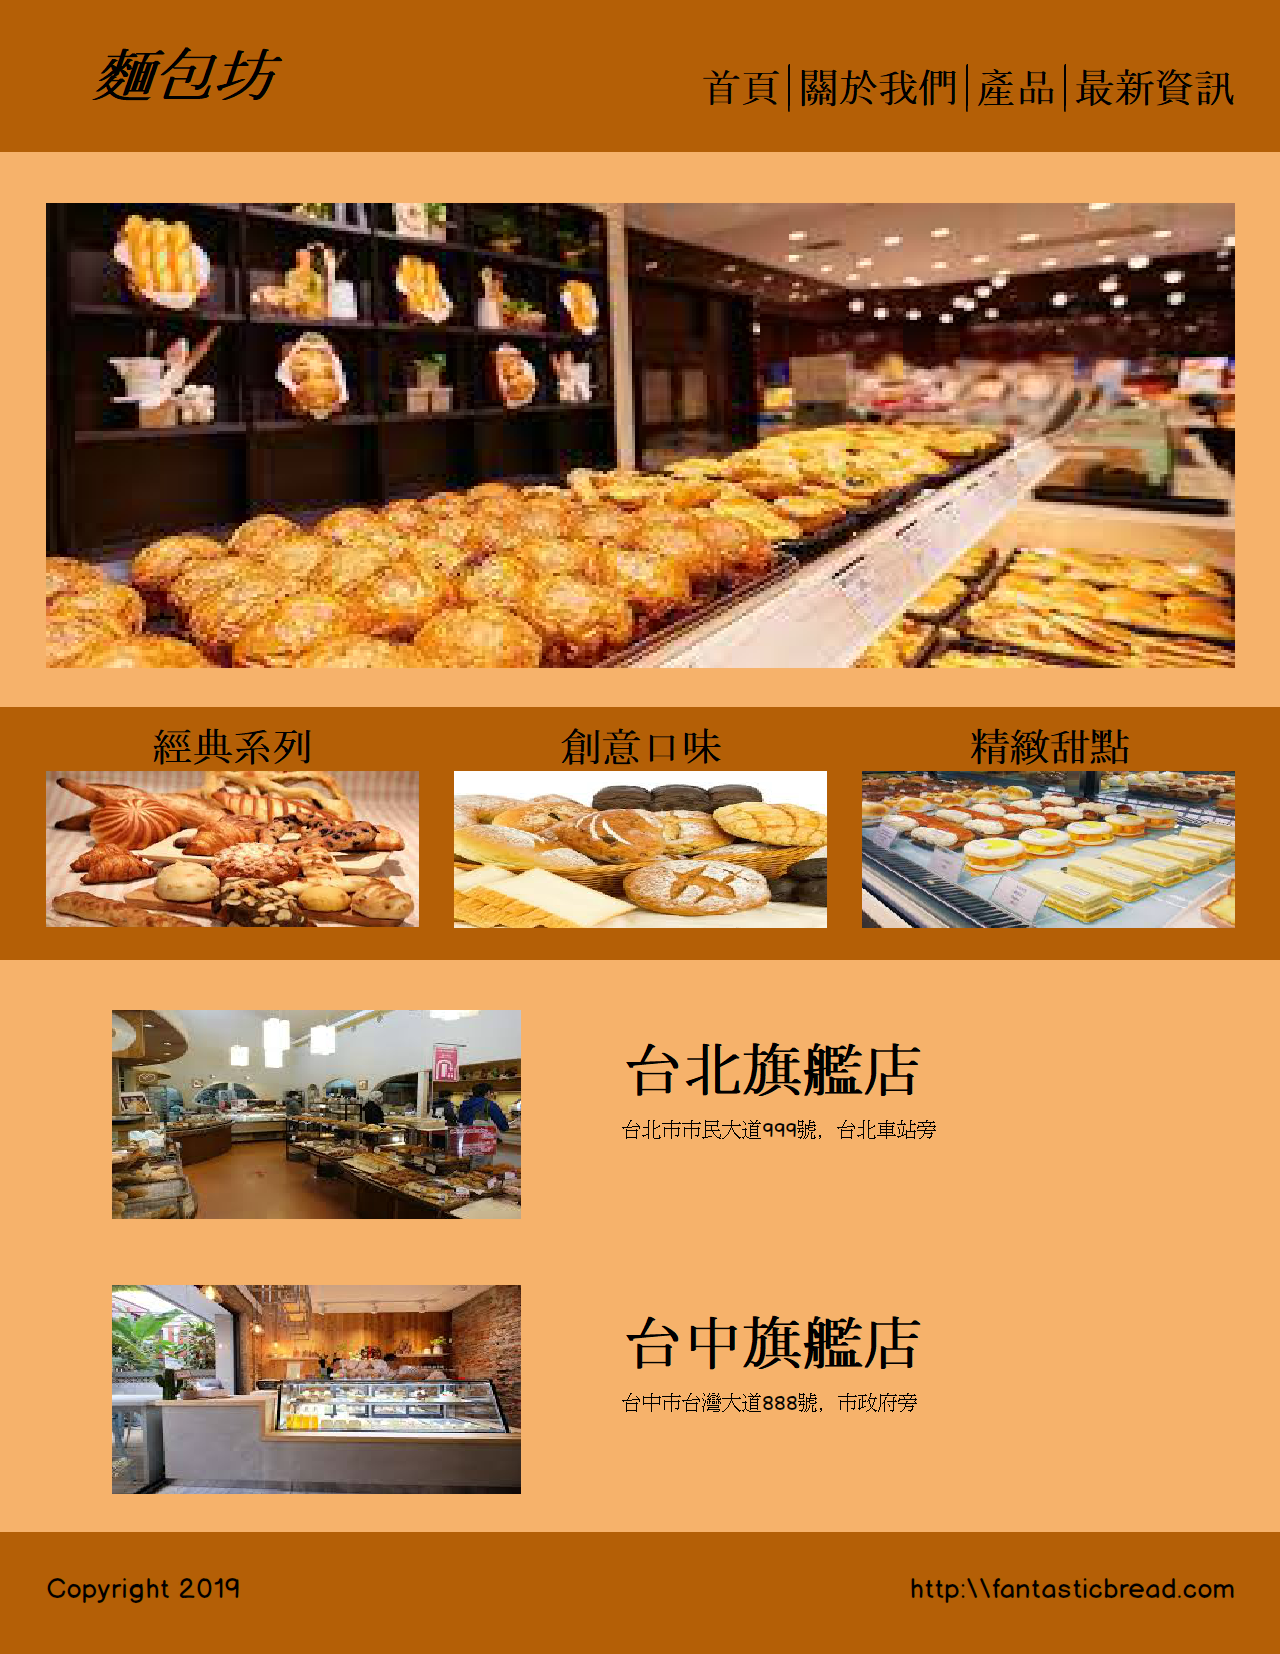 麵包坊
首頁|關於我們|產品|最新資訊
經典系列
創意口味
精緻甜點
台北旗艦店
台北市市民大道999號，台北車站旁
台中旗艦店
台中市台灣大道888號，市政府旁
Copyright 2019
http:\\fantasticbread.com